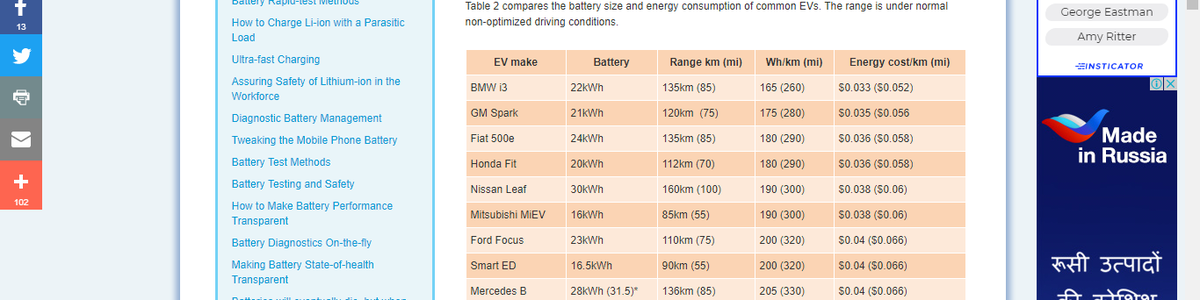 13
102
Battery Rapid-test Methods
How to Charge Li-ion with a Parasitic
Load
Ultra-fast Charging
Assuring Safety of Lithium-ion in the
Workforce
Diagnostic Battery Management
Tweaking the Mobile Phone Battery
Battery Test Methods
Battery Testing and Safety
How to Make Battery Performance
Transparent
Battery Diagnostics On-the-fly
Making Battery State-of-health
Transparent
Batteries will eventually die, but when
Table 2 compares the battery size and energy consumption of common EVs. The range is under normal
non-optimized driving conditions.
EV make Battery Range km (mi) Wh/km (mi) Energy cost/km (mi)
BMW i3 22kWh 135km (85) 165 (260) $0.033 ($0.052)
GM Spark 21kWh 120km (75) 175 (280) $0.035 ($0.056
Fiat 500e 24kWh 135km (85) 180 (290) $0.036 ($0.058)
Honda Fit 20kWh 112km (70) 180 (290) $0.036 ($0.058)
Nissan Leaf 30kWh 160km (100) 190 (300) $0.038 ($0.06)
Mitsubishi MiEV 16kWh 85km (55) 190 (300) $0.038 ($0.06)
Ford Focus 23kWh 110km (75) 200 (320) $0.04 ($0.066)
Smart ED 16.5kWh 90km (55) 200 (320) $0.04 ($0.066)
Mercedes B 28kWh (31.5)* 136km (85) 205 (330) $0.04 ($0.066)
George Eastman
Amy Ritter
INSTICATOR
Made
in Russia
रूसी उत्पादों
की